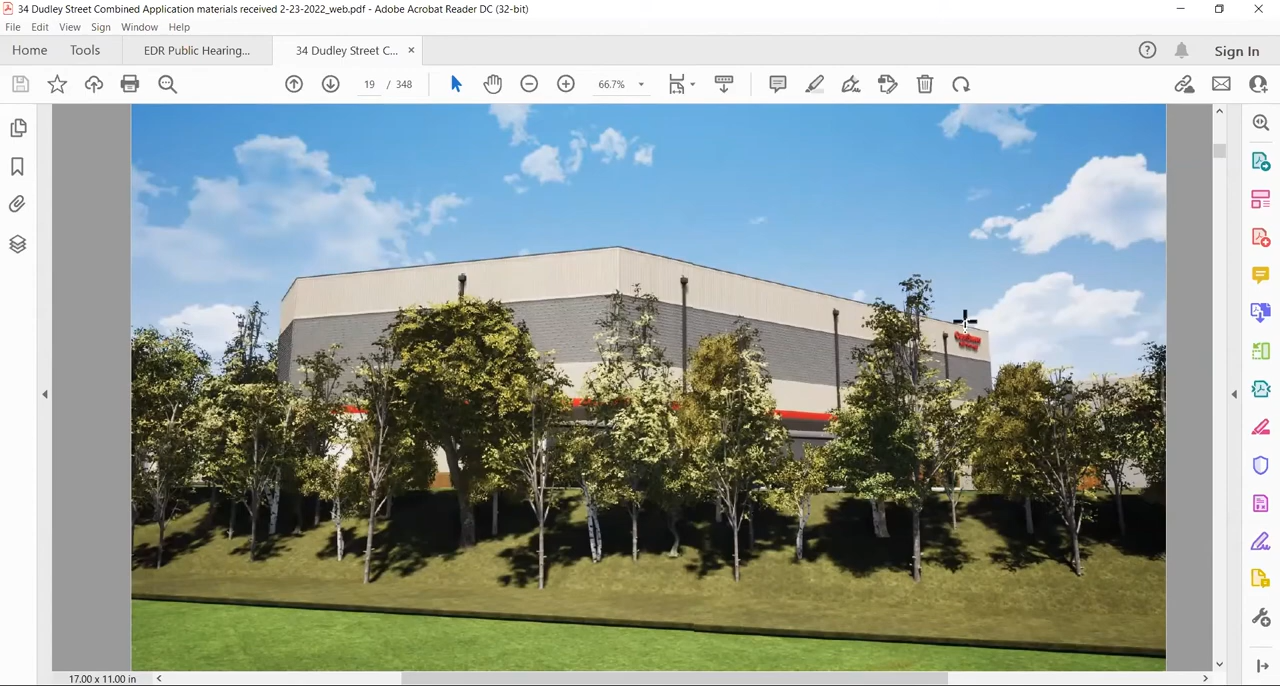 34 Dudley Street Combined Application materials received 2-23-2022_web.pdf - Adobe Acrobat Reader DC (32-bit)
File Edit View Sign Window Help
Home Tools EDR Public Hearing... 34 Dudley Street C... × Sign In
19 / 348 66.7%
17.00 x 11.00 in